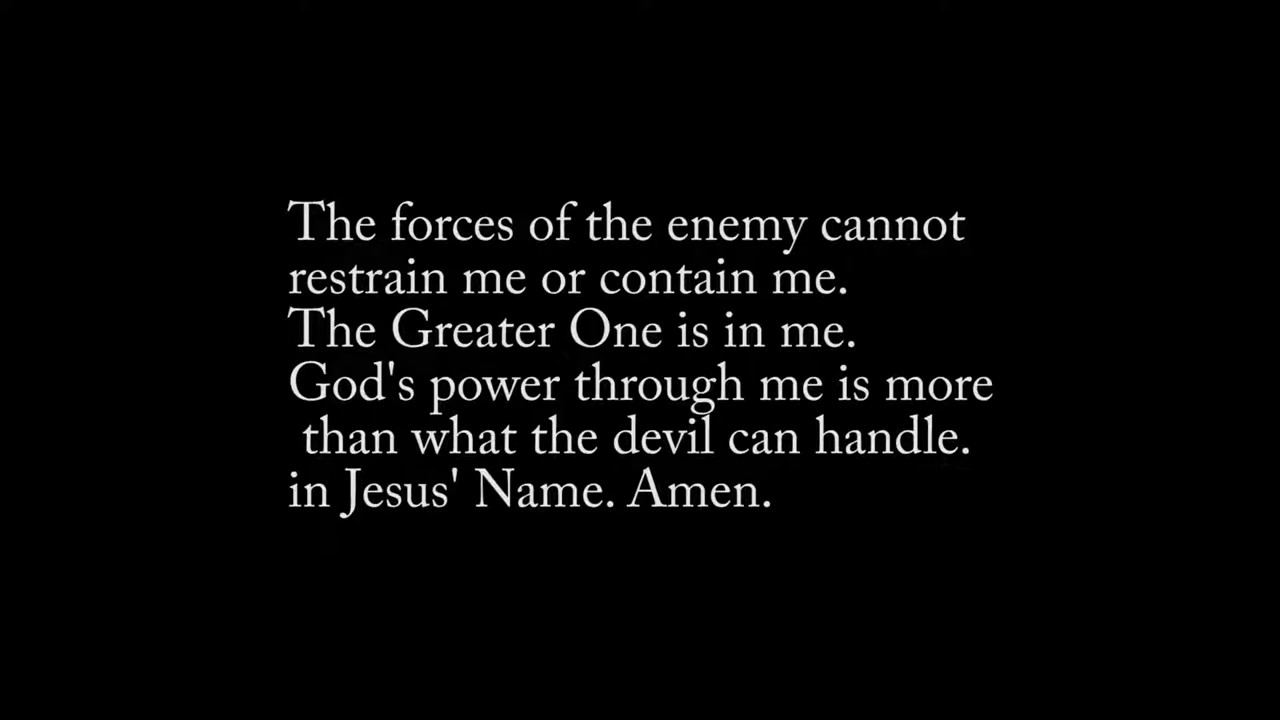 The forces of the enemy cannot
restrain me or contain me.
The Greater One is in me.
God's power through me is more
than what the devil can handle.
in Jesus' Name. Amen.